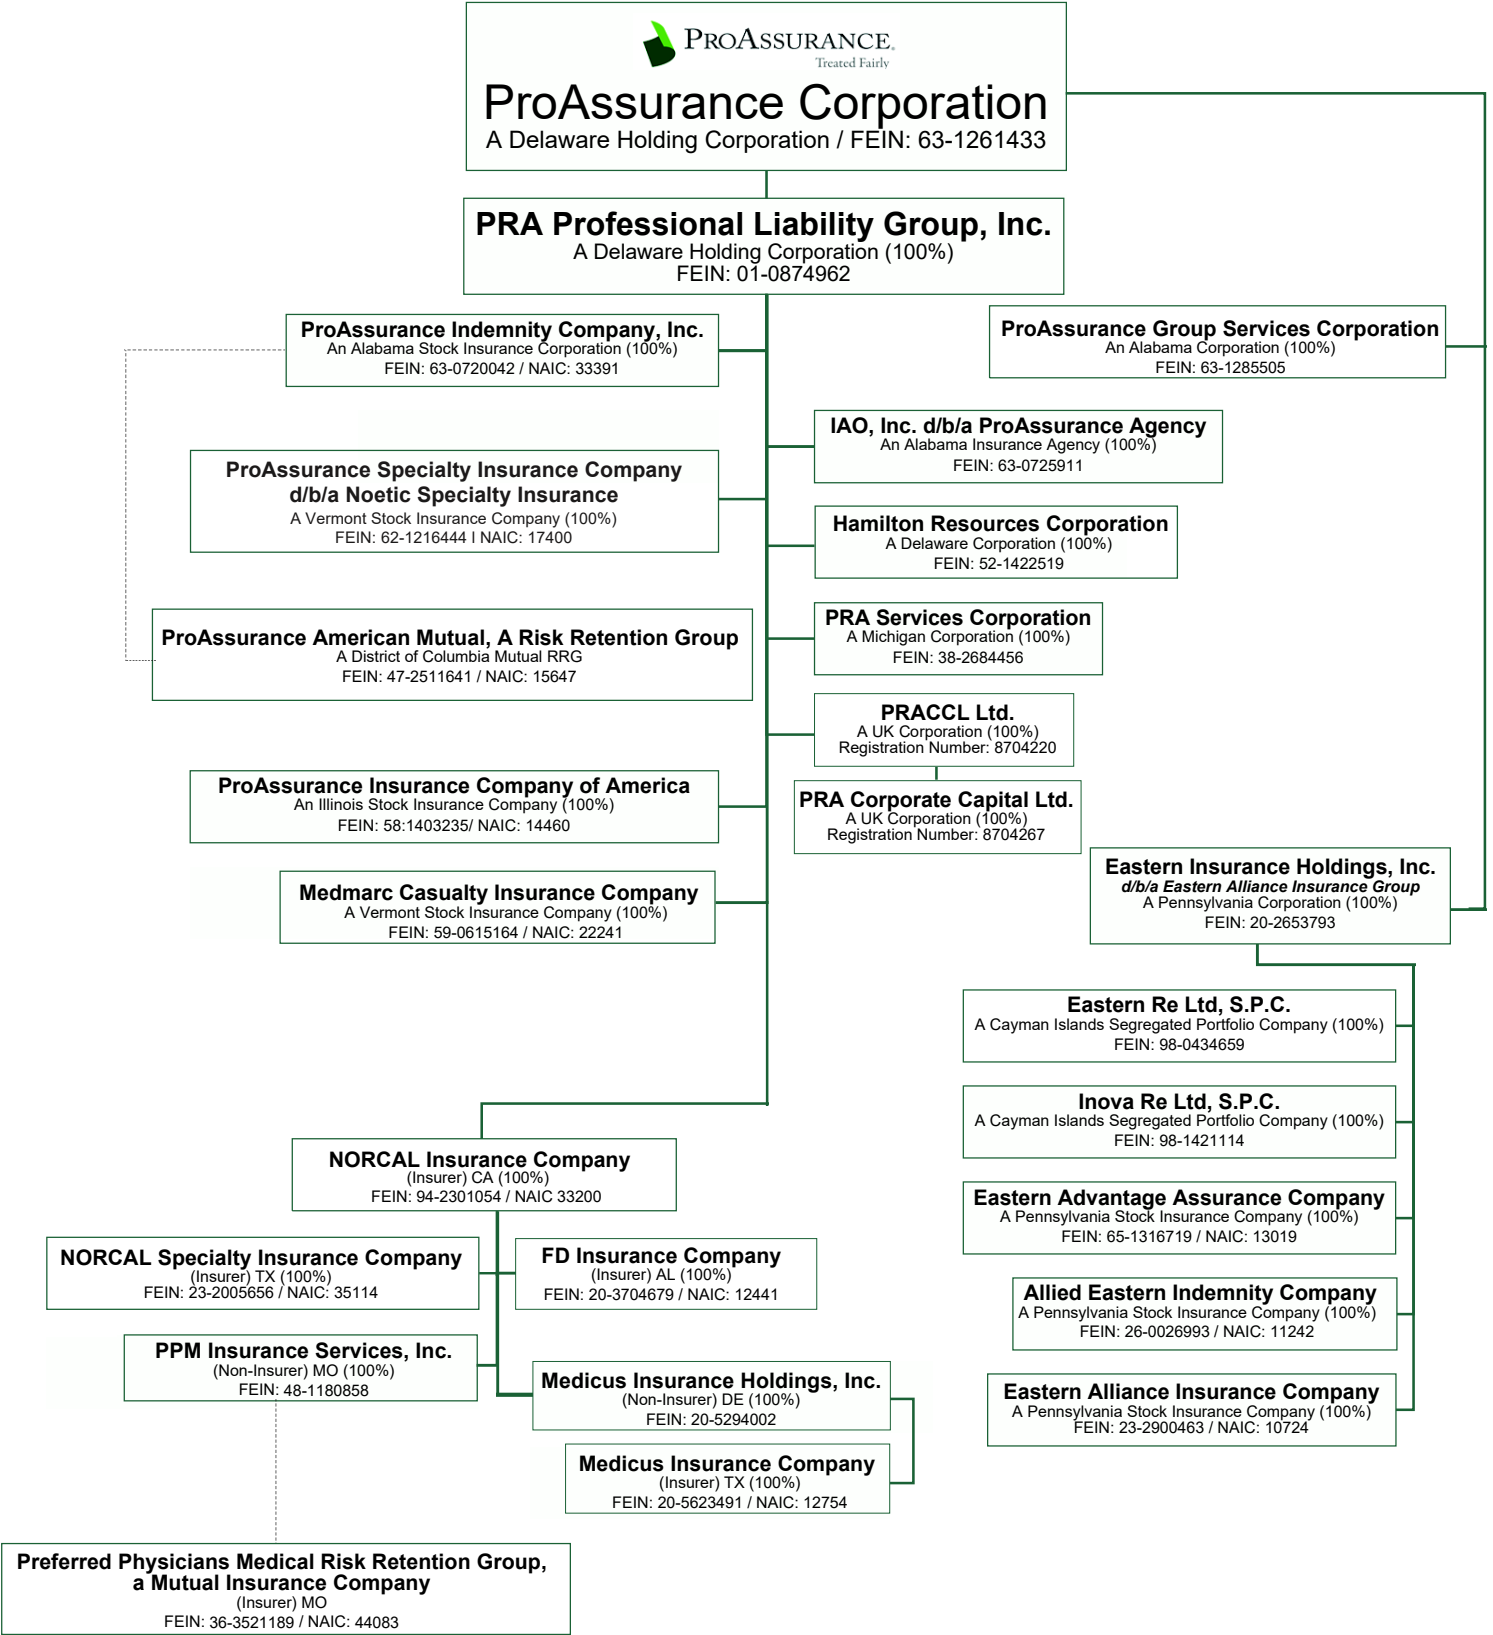 PROASSURANCE.
Treated Fairly
ProAssurance Corporation
A Delaware Holding Corporation / FEIN: 63-1261433
PRA Professional Liability Group, Inc.
A Delaware Holding Corporation (100%)
FEIN: 01-0874962
ProAssurance Indemnity Company, Inc.
An Alabama Stock Insurance Corporation (100%)
FEIN: 63-0720042 / NAIC: 33391
ProAssurance Group Services Corporation
An Alabama Corporation (100%)
FEIN: 63-1285505
IAO, Inc. d/b/a ProAssurance Agency
An Alabama Insurance Agency (100%)
FEIN: 63-0725911
ProAssurance Specialty Insurance Company
d/b/a Noetic Specialty Insurance
A Vermont Stock Insurance Company (100%)
FEIN: 62-1216444 I NAIC: 17400
Hamilton Resources Corporation
A Delaware Corporation (100%)
FEIN: 52-1422519
PRA Services Corporation
A Michigan Corporation (100%)
FEIN: 38-2684456
ProAssurance American Mutual, A Risk Retention Group
A District of Columbia Mutual RRG
FEIN: 47-2511641 / NAIC: 15647
PRACCL Ltd.
A UK Corporation (100%)
Registration Number: 8704220
ProAssurance Insurance Company of America
An Illinois Stock Insurance Company (100%)
FEIN: 58:1403235/ NAIC: 14460
PRA Corporate Capital Ltd.
A UK Corporation (100%)
Registration Number: 8704267
Medmarc Casualty Insurance Company
A Vermont Stock Insurance Company (100%)
FEIN: 59-0615164 / NAIC: 22241
Eastern Insurance Holdings, Inc.
d/b/a Eastern Alliance Insurance Group
A Pennsylvania Corporation (100%)
FEIN: 20-2653793
Eastern Re Ltd, S.P.C.
A Cayman Islands Segregated Portfolio Company (100%)
FEIN: 98-0434659
Inova Re Ltd, S.P.C.
A Cayman Islands Segregated Portfolio Company (100%)
FEIN: 98-1421114
Eastern Advantage Assurance Company
A Pennsylvania Stock Insurance Company (100%)
FEIN: 65-1316719 / NAIC: 13019
Allied Eastern Indemnity Company
A Pennsylvania Stock Insurance Company (100%)
FEIN: 26-0026993 / NAIC: 11242
Eastern Alliance Insurance Company
A Pennsylvania Stock Insurance Company (100%)
FEIN: 23-2900463 / NAIC: 10724
NORCAL Insurance Company
(Insurer) CA (100%)
FEIN: 94-2301054 / NAIC 33200
NORCAL Specialty Insurance Company
(Insurer) TX (100%)
FEIN: 23-2005656 / NAIC: 35114
FD Insurance Company
(Insurer) AL (100%)
FEIN: 20-3704679 / NAIC: 12441
PPM Insurance Services, Inc.
(Non-Insurer) MO (100%)
FEIN: 48-1180858
Medicus Insurance Holdings, Inc.
(Non-Insurer) DE (100%)
FEIN: 20-5294002
Medicus Insurance Company
(Insurer) TX (100%)
FEIN: 20-5623491 / NAIC: 12754
Preferred Physicians Medical Risk Retention Group,
a Mutual Insurance Company
(Insurer) MO
FEIN: 36-3521189 / NAIC: 44083